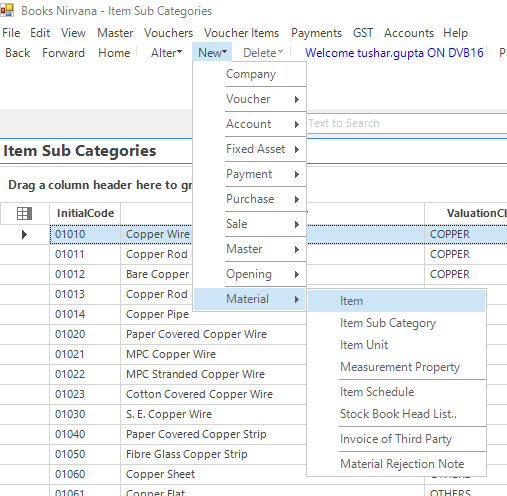 Books Nirvana - Item Sub Categories
File Edit View Master Vouchers Voucher Items Payments GST Accounts Help
Back Forward Home Alter New Delete Welcome tushar.gupta ON DVB16 P
Company
Voucher
Account
Text to Search
Item Sub Categories
Fixed Asset
Payment
Drag a column header here to gr
Purchase
InitialCode ValuationCl
Sale
01010 Copper Wire COPPER
Master
01011 Copper Rod COPPER
01012 Bare Copper COPPER
Opening
01013 Copper Rod
Material
Item
01014 Copper Pipe
Item Sub Category
01020 Paper Covered Copper Wire
Item Unit
01021 MPC Copper Wire
Measurement Property
01022 MPC Stranded Copper Wire
Item Schedule
01023 Cotton Covered Copper Wire
Stock Book Head List..
01030 S. E. Copper Wire
01040 Paper Covered Copper Strip
Invoice of Third Party
01050 Fibre Glass Copper Strip
Material Rejection Note
01060 Copper Sheet
01061 Copper Flat OTHERS